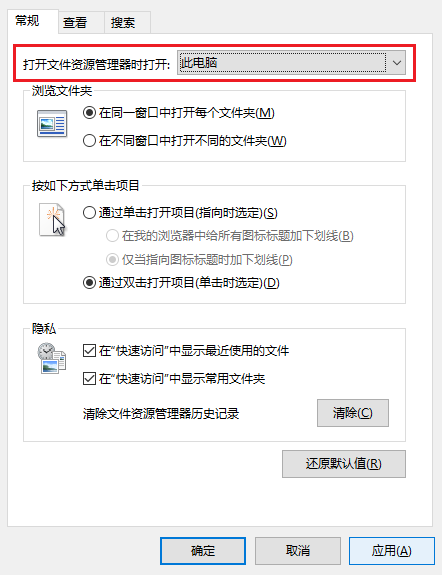 常规 查看 搜索
打开文件资源管理器时打开: 此电脑
浏览文件夹
在同一窗口中打开每个文件夹(M)
在不同窗口中打开不同的文件夹(W)
按如下方式单击项目
通过单击打开项目(指向时选定)(S)
在我的浏览器中给所有图标标题加下划线(B)
仅当指向图标标题时加下划线(P)
通过双击打开项目(单击时选定)(D)
隐私
在“快速访问”中显示最近使用的文件
在“快速访问”中显示常用文件夹
清除文件资源管理器历史记录 清除(C)
还原默认值(R)
确定 取消 应用(A)